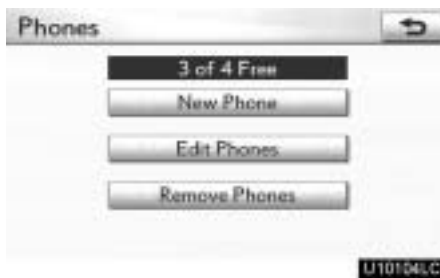 Phones
3 of 4 Free
New Phone
Edit Phones
Remove Phones
U10104LC